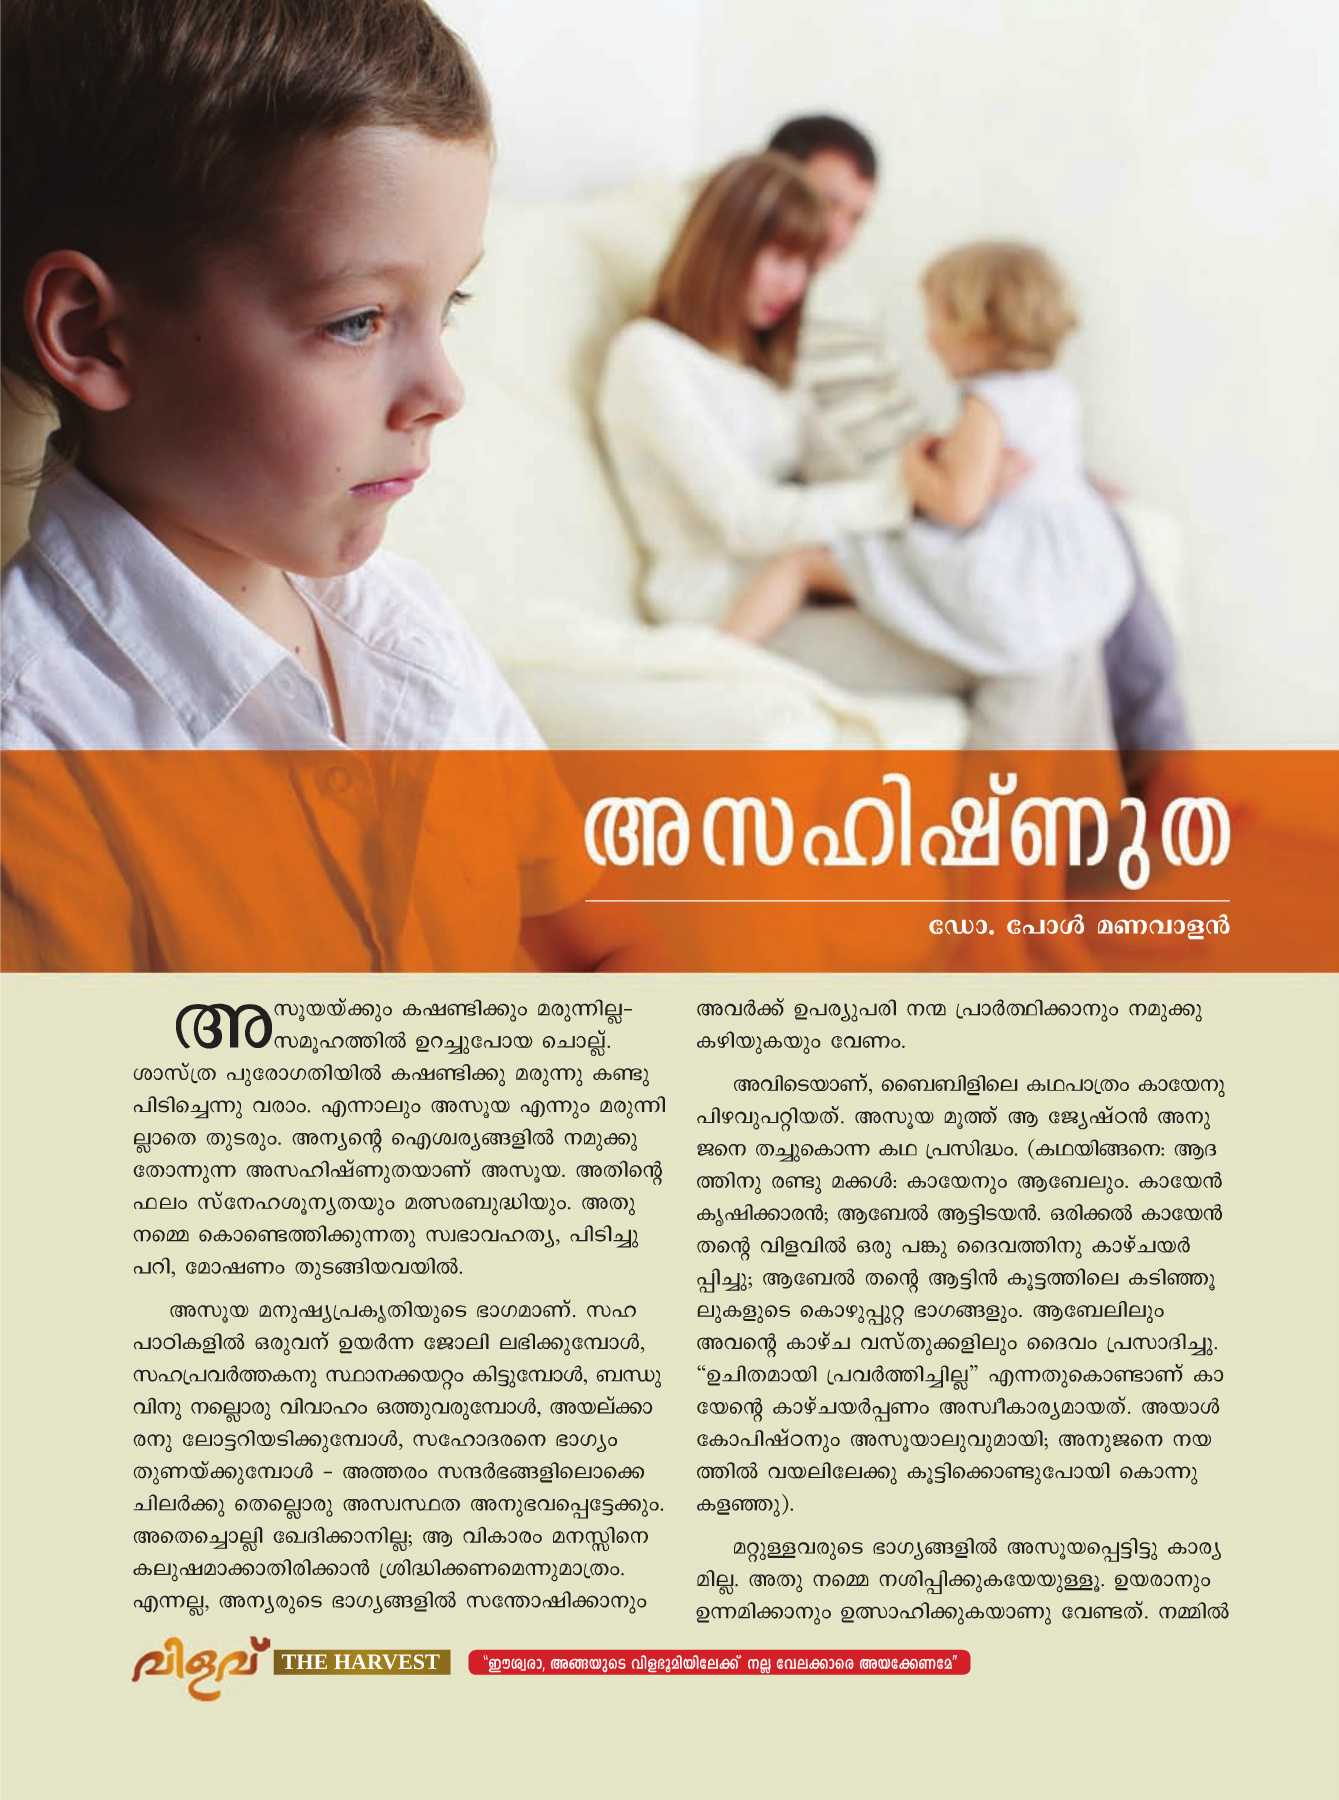 അസഹിഷ്ണുത
ഡോ. പോൾ മണവാളൻ
അസൂയയ്ക്കും കഷണ്ടിക്കും മരുന്നില്ല-
സമൂഹത്തിൽ ഉറച്ചുപോയ ചൊല്ല്.
ശാസ്ത്ര പുരോഗതിയിൽ കഷണ്ടിക്കു മരുന്നു കണ്ടു
പിടിച്ചെന്നു വരാം. എന്നാലും അസൂയ എന്നും മരുന്നി
ല്ലാതെ തുടരും. അന്യന്റെ ഐശ്വര്യങ്ങളിൽ നമുക്കു
തോന്നുന്ന അസഹിഷ്ണുതയാണ് അസൂയ. അതിന്റെ
ഫലം സ്നേഹശൂന്യതയും മത്സരബുദ്ധിയും. അതു
നമ്മെ കൊണ്ടെത്തിക്കുന്നതു സ്വഭാവഹത്യ, പിടിച്ചു
പറി, മോഷണം തുടങ്ങിയവയിൽ.
അസൂയ മനുഷ്യപ്രകൃതിയുടെ ഭാഗമാണ്. സഹ
പാഠികളിൽ ഒരുവന് ഉയർന്ന ജോലി ലഭിക്കുമ്പോൾ,
സഹപ്രവർത്തകനു സ്ഥാനക്കയറ്റം കിട്ടുമ്പോൾ, ബന്ധു
വിനു നല്ലൊരു വിവാഹം ഒത്തുവരുമ്പോൾ, അയല്ക്കാ
രനു ലോട്ടറിയടിക്കുമ്പോൾ, സഹോദരനെ ഭാഗ്യം
തുണയ്ക്കുമ്പോൾ - അത്തരം സന്ദർഭങ്ങളിലൊക്കെ
ചിലർക്കു തെല്ലൊരു അസ്വസ്ഥത അനുഭവപ്പെട്ടേക്കും.
അതെച്ചൊല്ലി ഖേദിക്കാനില്ല; ആ വികാരം മനസ്സിനെ
കലുഷമാക്കാതിരിക്കാൻ ശ്രിദ്ധിക്കണമെന്നുമാത്രം.
എന്നല്ല, അന്യരുടെ ഭാഗ്യങ്ങളിൽ സന്തോഷിക്കാനും
അവർക്ക് ഉപര്യുപരി നന്മ പ്രാർത്ഥിക്കാനും നമുക്കു
കഴിയുകയും വേണം.
അവിടെയാണ്, ബൈബിളിലെ കഥപാത്രം കായേനു
പിഴവുപറ്റിയത്. അസൂയ മൂത്ത് ആ ജ്യേഷ്ഠൻ അനു
ജനെ തച്ചുകൊന്ന കഥ പ്രസിദ്ധം. (കഥയിങ്ങനെ: ആദ
ത്തിനു രണ്ടു മക്കൾ: കായേനും ആബേലും. കായേൻ
കൃഷിക്കാരൻ; ആബേൽ ആട്ടിടയൻ. ഒരിക്കൽ കായേൻ
തന്റെ വിളവിൽ ഒരു പങ്കു ദൈവത്തിനു കാഴ്ചയർ
പ്പിച്ചു; ആബേൽ തന്റെ ആട്ടിൻ കൂട്ടത്തിലെ കടിഞ്ഞൂ
ലുകളുടെ കൊഴുപ്പുറ്റ ഭാഗങ്ങളും. ആബേലിലും
അവന്റെ കാഴ്ച വസ്തുക്കളിലും ദൈവം പ്രസാദിച്ചു.
“ഉചിതമായി പ്രവർത്തിച്ചില്ല” എന്നതുകൊണ്ടാണ് കാ
യേന്റെ കാഴ്ചയർപ്പണം അസ്വീകാര്യമായത്. അയാൾ
കോപിഷ്ഠനും അസൂയാലുവുമായി; അനുജനെ നയ
ത്തിൽ വയലിലേക്കു കൂട്ടിക്കൊണ്ടുപോയി കൊന്നു
കളഞ്ഞു).
മറ്റുള്ളവരുടെ ഭാഗ്യങ്ങളിൽ അസൂയപ്പെട്ടിട്ടു കാര്യ
മില്ല. അതു നമ്മെ നശിപ്പിക്കുകയേയുള്ളൂ. ഉയരാനും
ഉന്നമിക്കാനും ഉത്സാഹിക്കുകയാണു വേണ്ടത്. നമ്മിൽ
വിളവ് THE HARVEST “ഈശ്വരാ, അങ്ങയുടെ വിളഭൂമിയിലേക്ക് നല്ല വേലക്കാരെ അയക്കേണമേ”